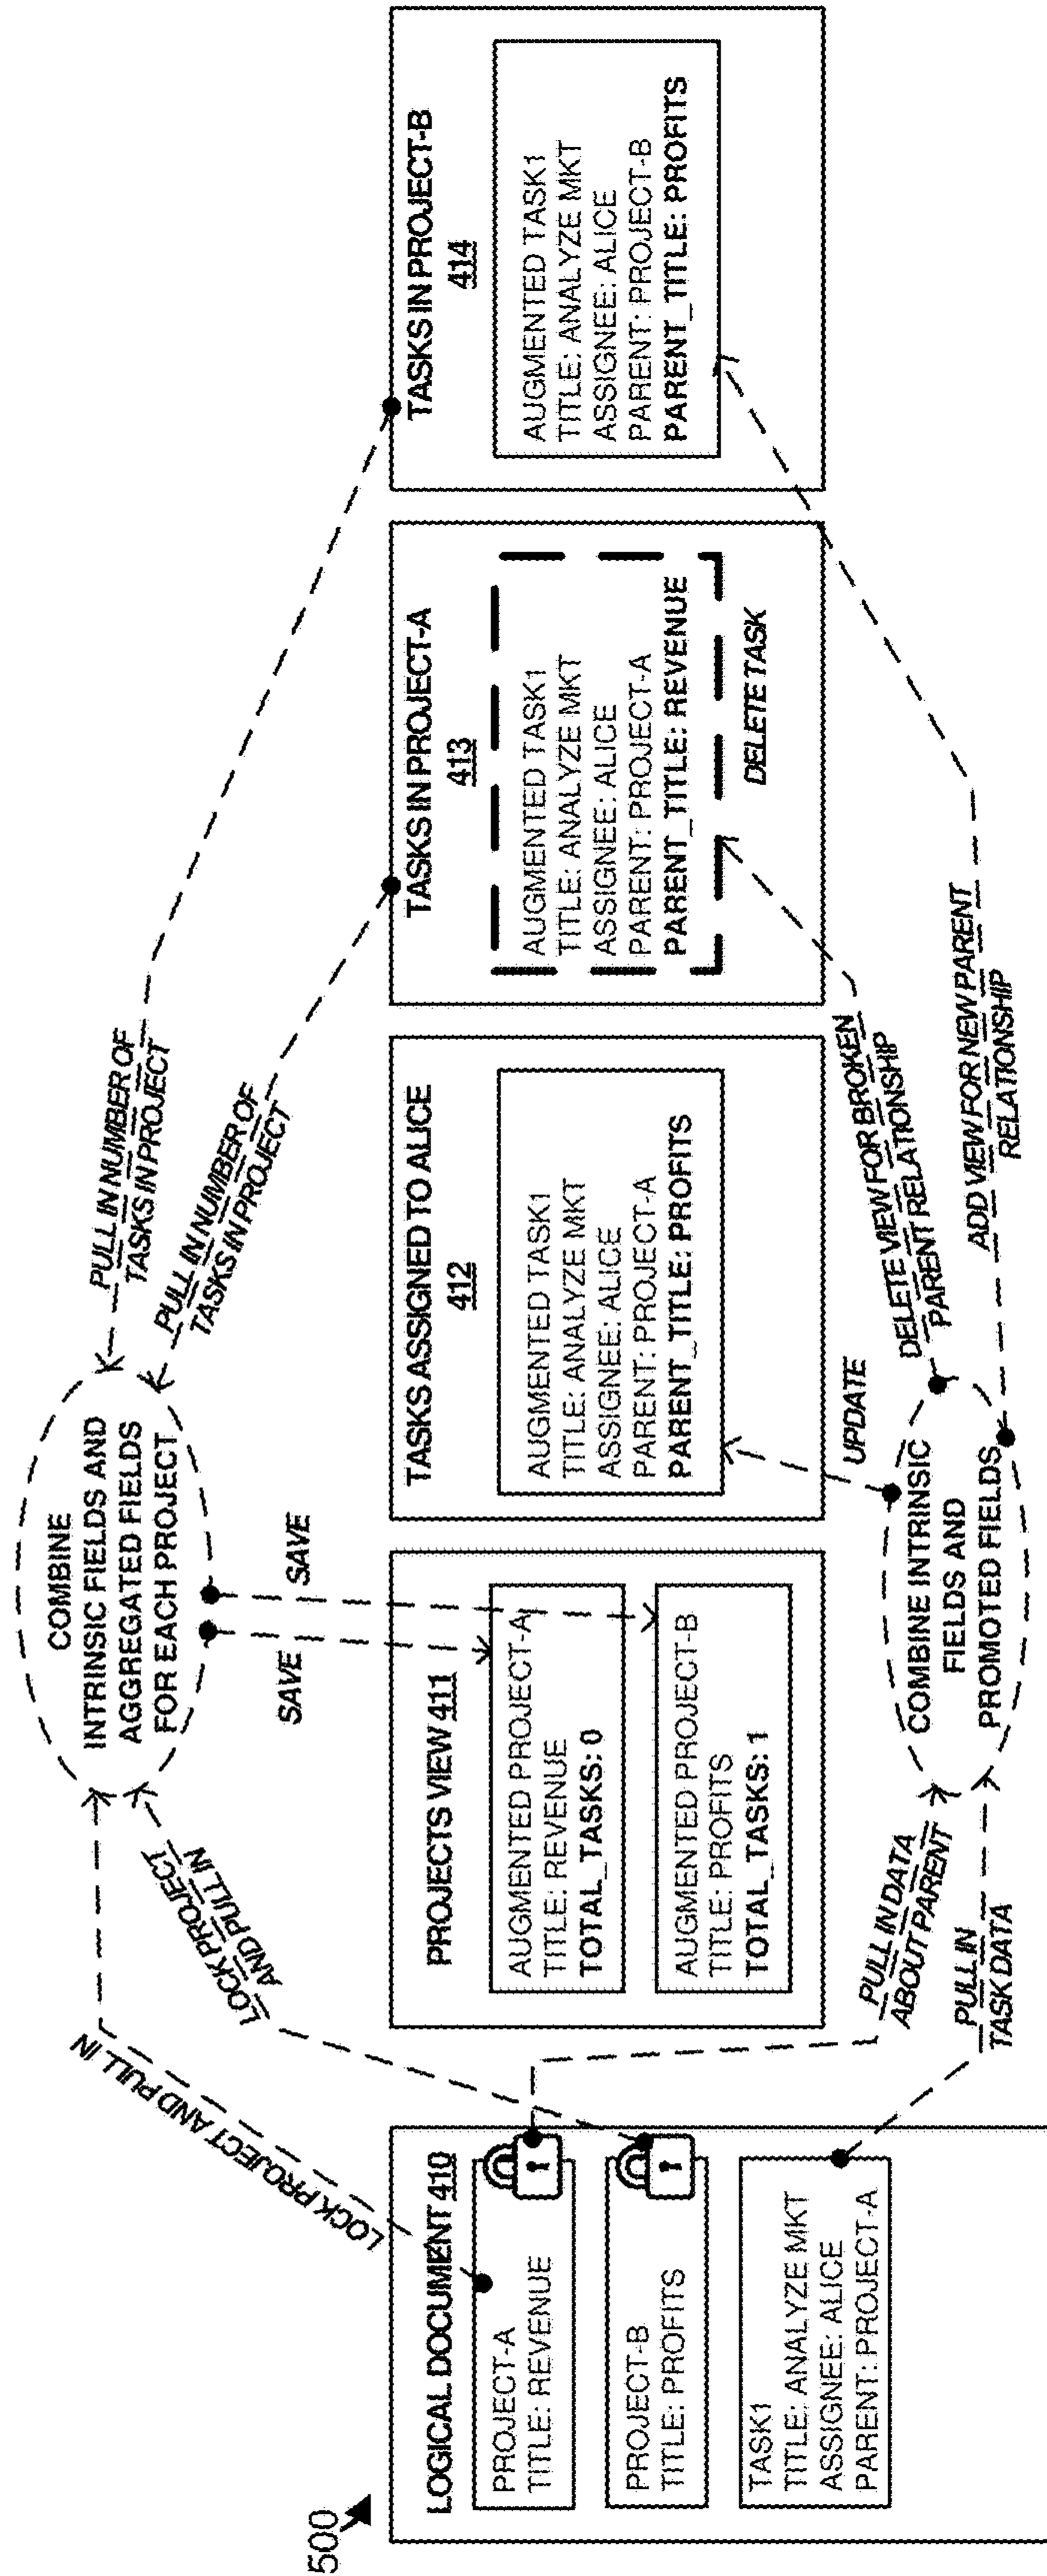 500
LOGICAL DOCUMENT 410
PROJECT-A
TITLE: REVENUE
PROJECT-B
TITLE: PROFITS
TASK1
TITLE: ANALYZE MKT
ASSIGNEE: ALICE
PARENT: PROJECT-A
LOCK PROJECT AND PULL IN
LOCK PROJECT
AND PULL IN
COMBINE
INTRINSIC FIELDS AND
AGGREGATED FIELDS
FOR EACH PROJECT
PULL IN NUMBER OF
TASKS IN PROJECT
PULL IN NUMBER OF
TASKS IN PROJECT
SAVE
SAVE
PROJECTS VIEW 411
AUGMENTED PROJECT-A
TITLE: REVENUE
TOTAL_TASKS: 0
AUGMENTED PROJECT-B
TITLE: PROFITS
TOTAL_TASKS: 1
TASKS ASSIGNED TO ALICE
412
AUGMENTED TASK1
TITLE: ANALYZE MKT
ASSIGNEE: ALICE
PARENT: PROJECT-A
PARENT_TITLE: PROFITS
TASKS IN PROJECT-A
413
AUGMENTED TASK1
TITLE: ANALYZE MKT
ASSIGNEE: ALICE
PARENT: PROJECT-A
PARENT_TITLE: REVENUE
DELETE TASK
TASKS IN PROJECT-B
414
AUGMENTED TASK1
TITLE: ANALYZE MKT
ASSIGNEE: ALICE
PARENT: PROJECT-B
PARENT_TITLE: PROFITS
PULL IN DATA
ABOUT PARENT
PULL IN
TASK DATA
COMBINE INTRINSIC
FIELDS AND
PROMOTED FIELDS
UPDATE
DELETE VIEW FOR BROKEN
PARENT RELATIONSHIP
ADD VIEW FOR NEW PARENT
RELATIONSHIP